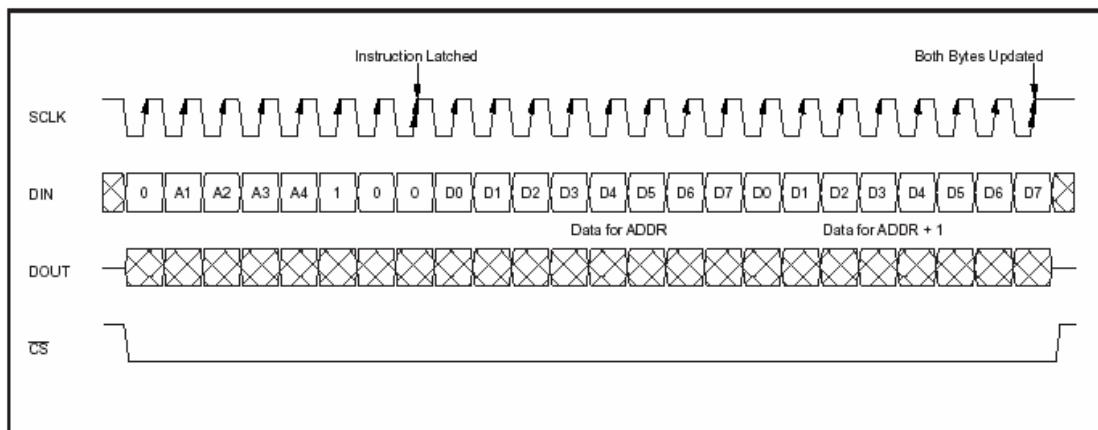 Instruction Latched Both Bytes Updated
SCLK
DIN 0 A1 A2 A3 A4 1 0 0 D0 D1 D2 D3 D4 D5 D6 D7 D0 D1 D2 D3 D4 D5 D6 D7
Data for ADDR Data for ADDR + 1
DOUT
CS